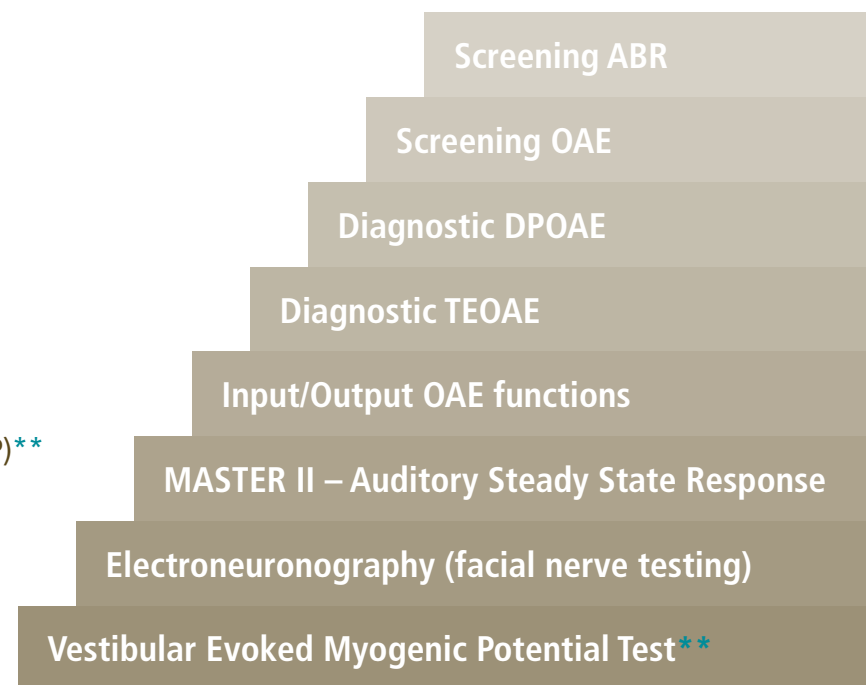 Screening ABR
Screening OAE
Diagnostic DPOAE
Diagnostic TEOAE
Input/Output OAE functions
)**
MASTER II – Auditory Steady State Response
Electroneuronography (facial nerve testing)
Vestibular Evoked Myogenic Potential Test**